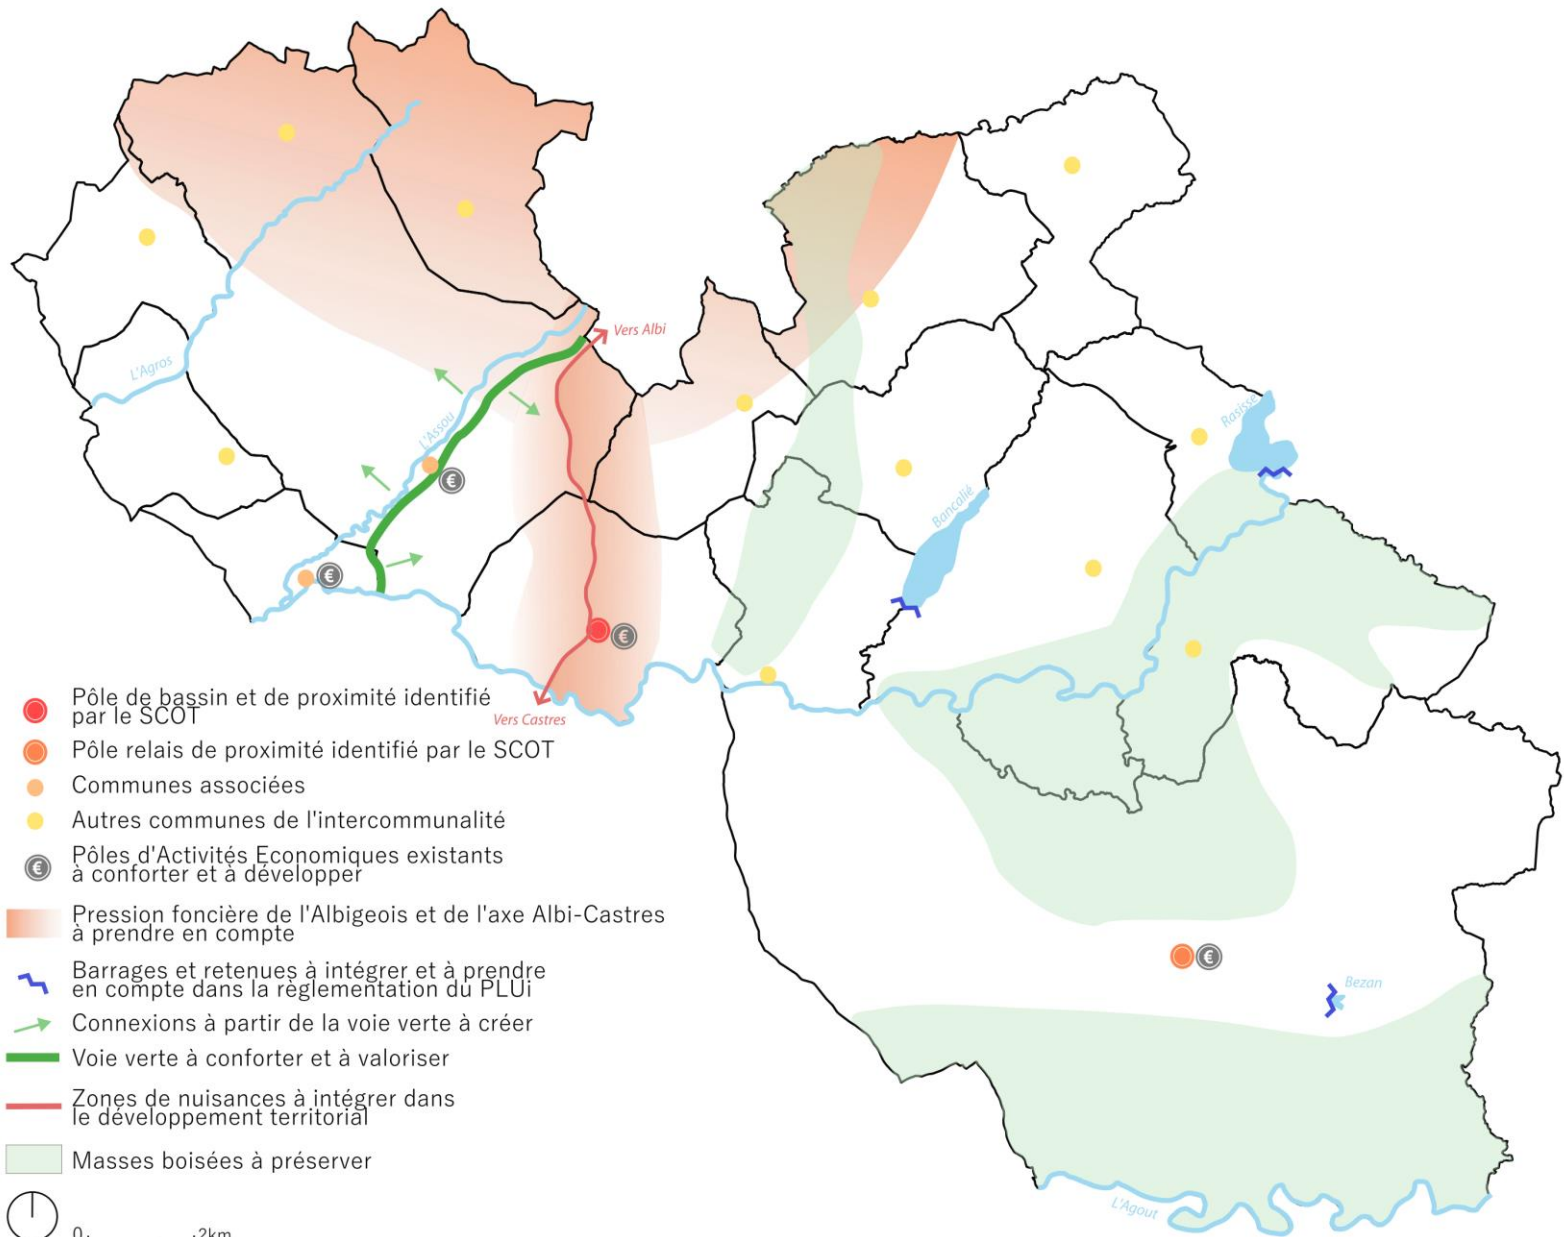 Vers Albi
L'Agros
L'Assou
Rasisse
Bancalié
€
€
€
Vers Castres
€
Bezan
L'Agout
Pôle de bassin et de proximité identifié
par le SCOT
Pôle relais de proximité identifié par le SCOT
Communes associées
Autres communes de l'intercommunalité
€
Pôles d'Activités Economiques existants
à conforter et à développer
Pression foncière de l'Albigeois et de l'axe Albi-Castres
à prendre en compte
Barrages et retenues à intégrer et à prendre
en compte dans la règlementation du PLUi
Connexions à partir de la voie verte à créer
Voie verte à conforter et à valoriser
Zones de nuisances à intégrer dans
le développement territorial
Masses boisées à préserver
0 2km